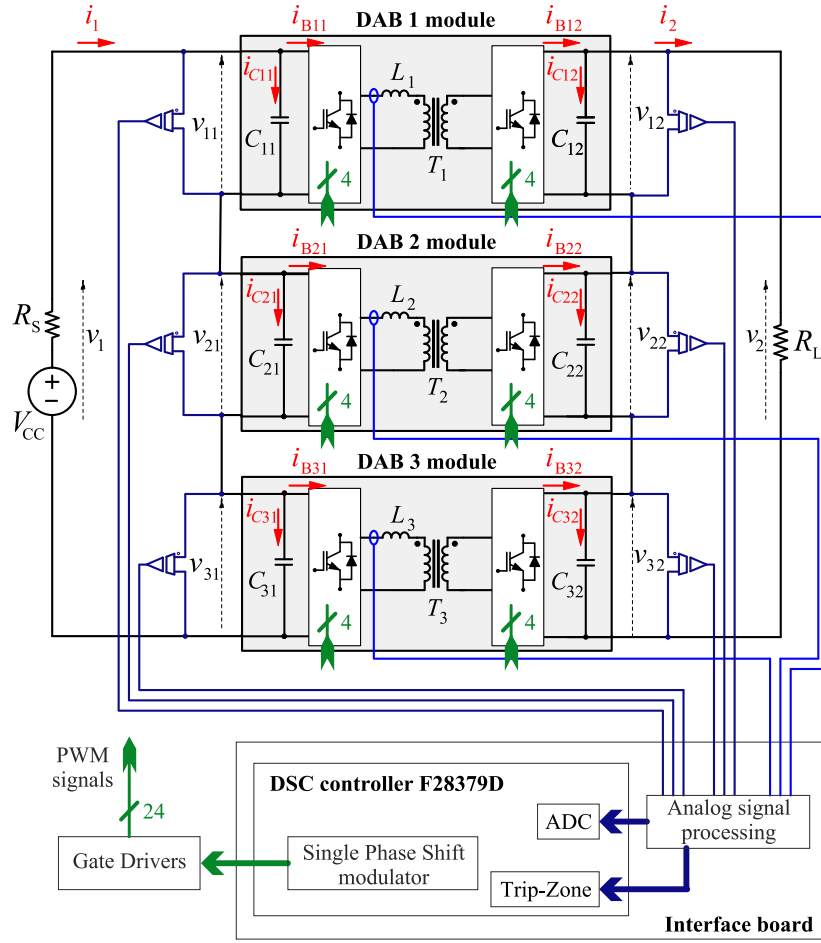 DAB 1 module
i1
iB11
iB12
i2
iC11
iC12
L1
v11
C11
T1
C12
v12
4
4
DAB 2 module
iB21
iB22
iC21
iC22
L2
RS
v1
v21
C21
T2
C22
v22
v2
RL
4
4
VCC
DAB 3 module
iB31
iB32
iC31
iC32
L3
v31
C31
T3
C32
v32
4
4
PWM
signals
24
Gate Drivers
DSC controller F28379D
Single Phase Shift
modulator
ADC
Trip-Zone
Analog signal
processing
Interface board